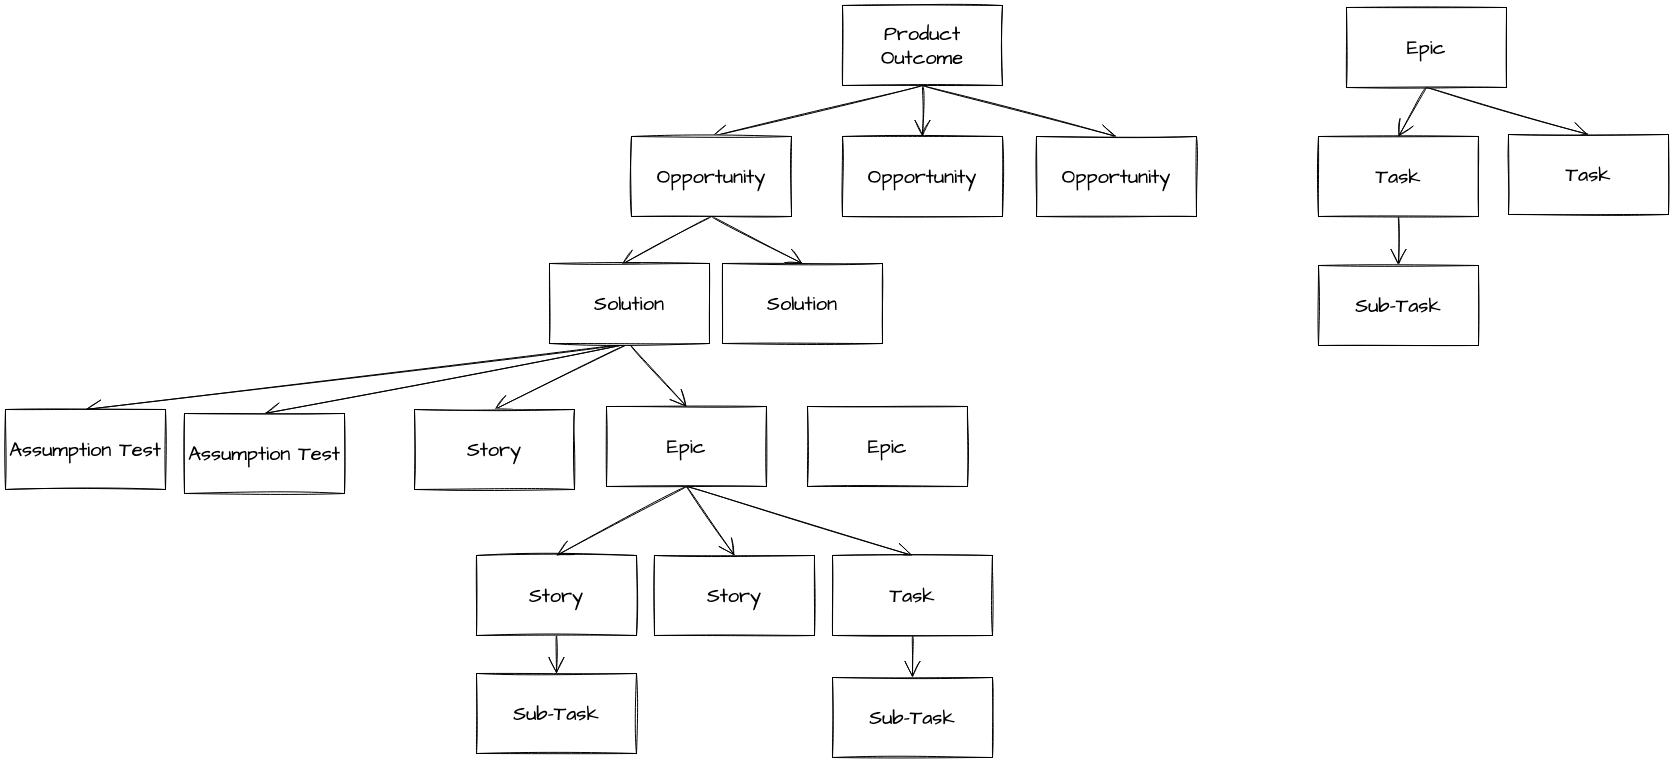 Product
Outcome
Epic
Opportunity
Opportunity
Opportunity
Task
Task
Solution
Solution
Sub-Task
Assumption Test
Assumption Test
Story
Epic
Epic
Story
Story
Task
Sub-Task
Sub-Task